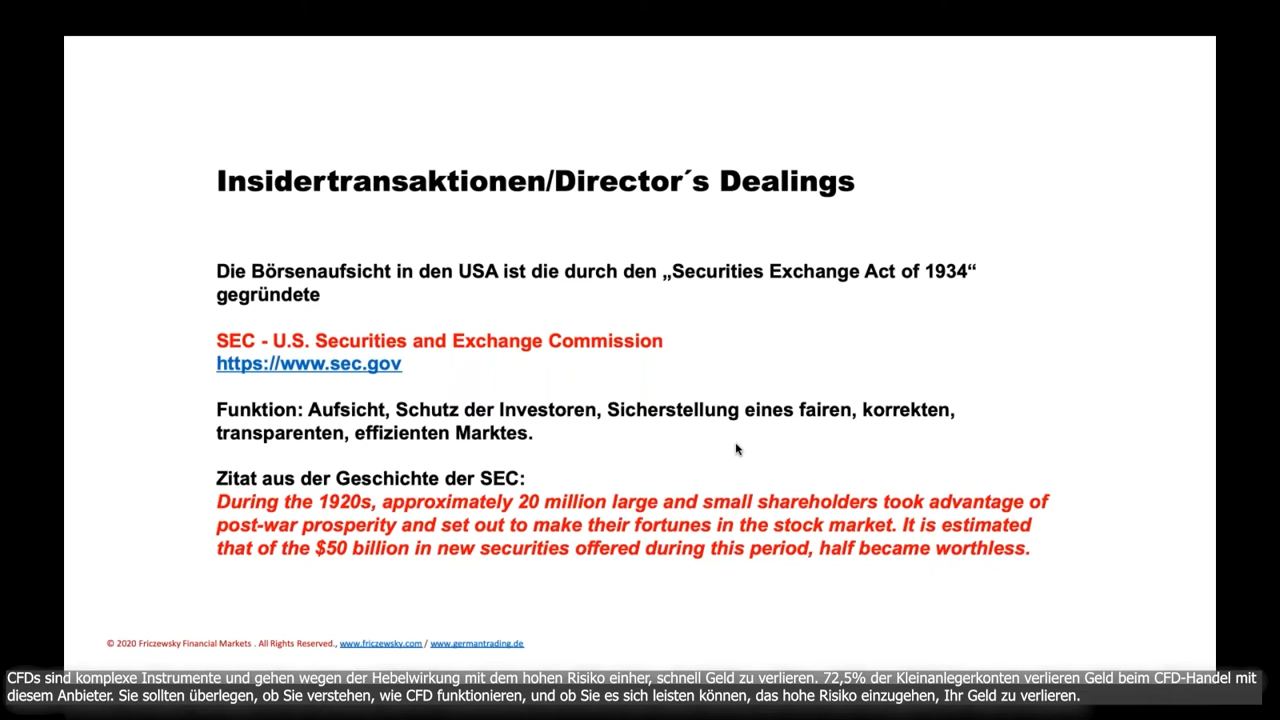 Insidertransaktionen/Director´s Dealings
Die Börsenaufsicht in den USA ist die durch den „Securities Exchange Act of 1934“
gegründete
SEC - U.S. Securities and Exchange Commission
https://www.sec.gov
Funktion: Aufsicht, Schutz der Investoren, Sicherstellung eines fairen, korrekten,
transparenten, effizienten Marktes.
Zitat aus der Geschichte der SEC:
During the 1920s, approximately 20 million large and small shareholders took advantage of
post-war prosperity and set out to make their fortunes in the stock market. It is estimated
that of the $50 billion in new securities offered during this period, half became worthless.
© 2020 Friczewsky Financial Markets . All Rights Reserved., www.friczewsky.com / www.germantrading.de
CFDs sind komplexe Instrumente und gehen wegen der Hebelwirkung mit dem hohen Risiko einher, schnell Geld zu verlieren. 72,5% der Kleinanlegerkonten verlieren Geld beim CFD-Handel mit
diesem Anbieter. Sie sollten überlegen, ob Sie verstehen, wie CFD funktionieren, und ob Sie es sich leisten können, das hohe Risiko einzugehen, Ihr Geld zu verlieren.